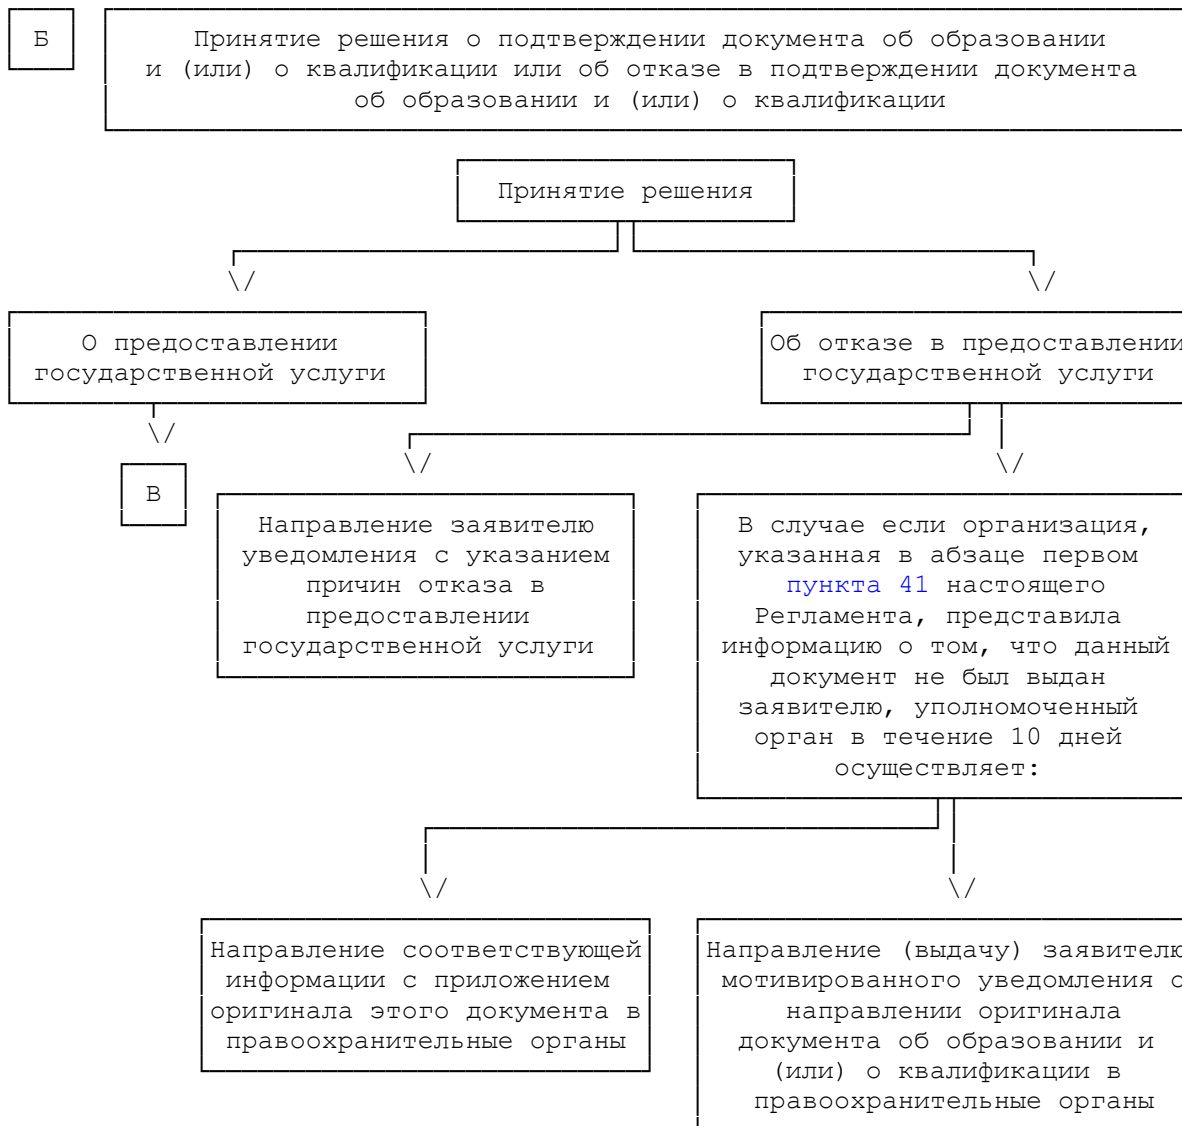 Б
Принятие решения о подтверждении документа об образовании
и (или) о квалификации или об отказе в подтверждении документа
об образовании и (или) о квалификации
Принятие решения
О предоставлении
государственной услуги
Об отказе в предоставлении
государственной услуги
В
Направление заявителю
уведомления с указанием
причин отказа в
предоставлении
государственной услуги
В случае если организация,
указанная в абзаце первом
пункта 41 настоящего
Регламента, представила
информацию о том, что данный
документ не был выдан
заявителю, уполномоченный
орган в течение 10 дней
осуществляет:
Направление соответствующей
информации с приложением
оригинала этого документа в
правоохранительные органы
Направление (выдачу) заявителю
мотивированного уведомления о
направлении оригинала
документа об образовании и
(или) о квалификации в
правоохранительные органы